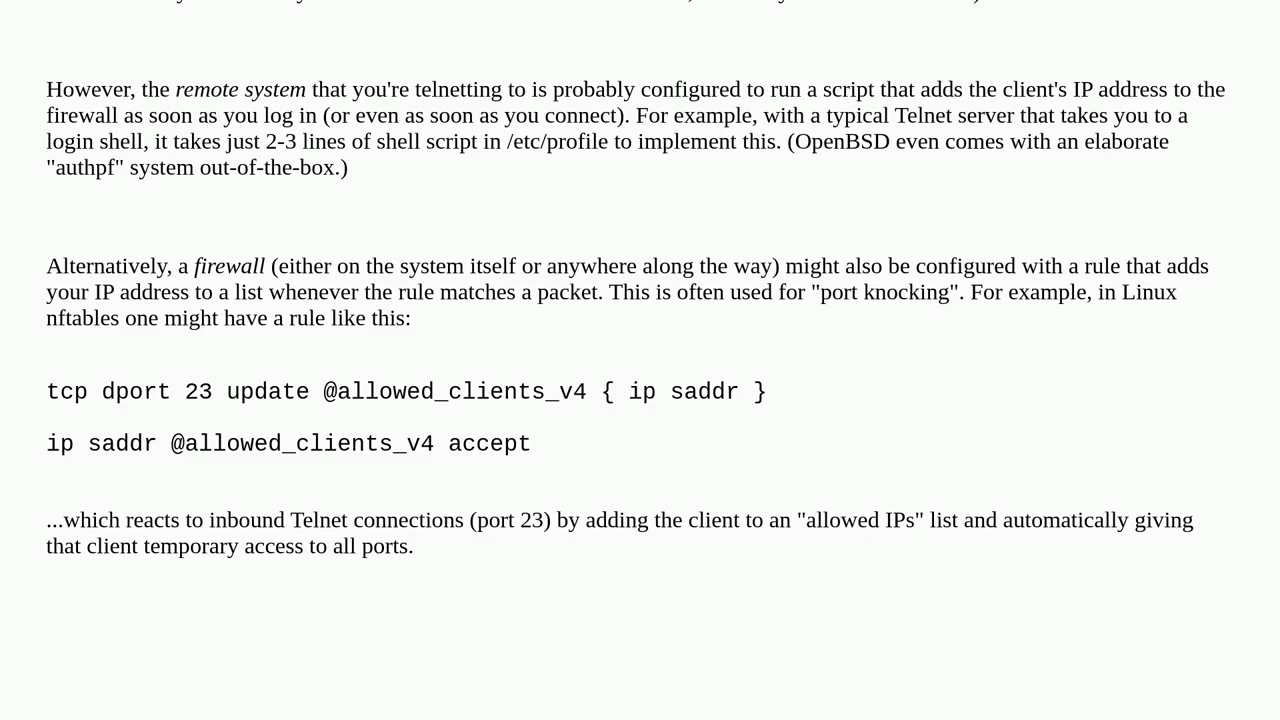 However, the remote system that you're telnetting to is probably configured to run a script that adds the client's IP address to the
firewall as soon as you log in (or even as soon as you connect). For example, with a typical Telnet server that takes you to a
login shell, it takes just 2-3 lines of shell script in /etc/profile to implement this. (OpenBSD even comes with an elaborate
"authpf" system out-of-the-box.)
Alternatively, a firewall (either on the system itself or anywhere along the way) might also be configured with a rule that adds
your IP address to a list whenever the rule matches a packet. This is often used for "port knocking". For example, in Linux
nftables one might have a rule like this:
tcp dport 23 update @allowed_clients_v4 { ip saddr }
ip saddr @allowed_clients_v4 accept
...which reacts to inbound Telnet connections (port 23) by adding the client to an "allowed IPs" list and automatically giving
that client temporary access to all ports.